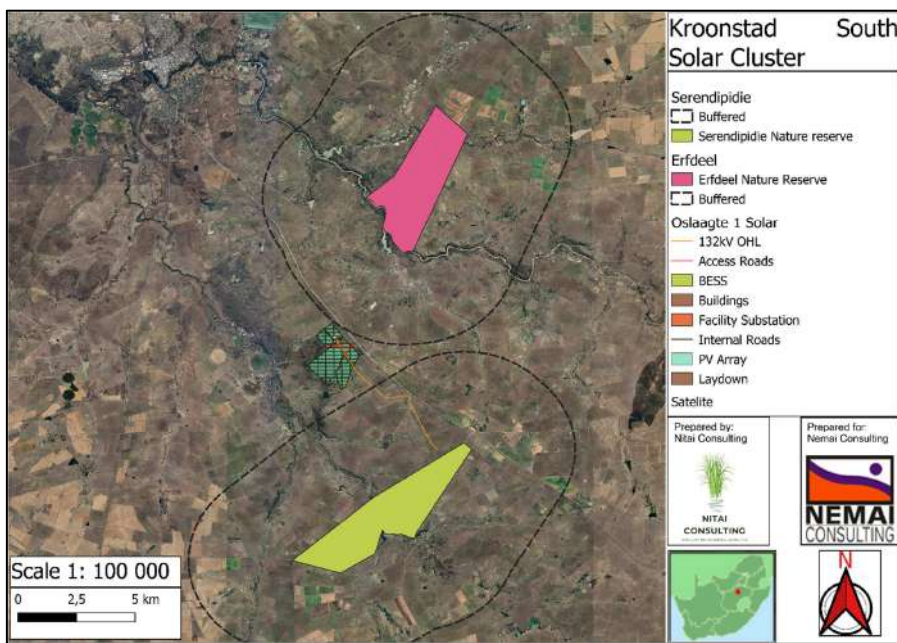 Kroonstad South
Solar Cluster
Serendipidie
Buffered
Serendipidie Nature reserve
Erfdeel
Erfdeel Nature Reserve
Buffered
Oslaagte 1 Solar
132kV OHL
Access Roads
BESS
Buildings
Facility Substation
Internal Roads
PV Array
Laydown
Satelite
Prepared by:
Nitai Consulting
NITAI
CONSULTING
Prepared for:
Nemai Consulting
NEMAI
CONSULTING
N
Scale 1: 100 000
0 2,5 5 km